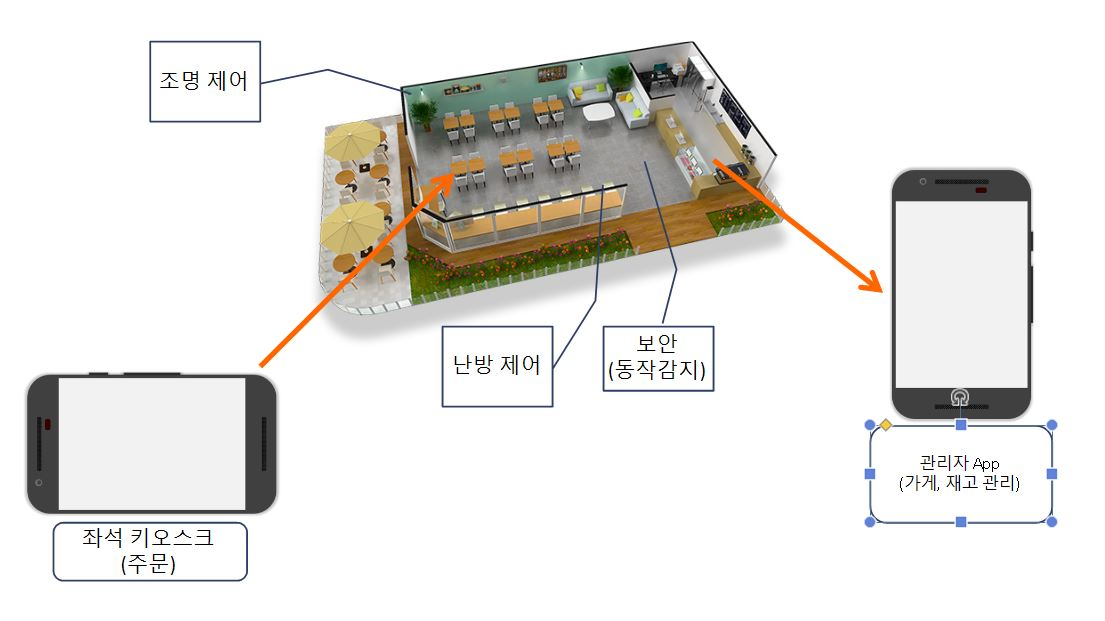 조명 제어
난방 제어
보안
(동작감지)
관리자 App
(가게, 재고 관리)
좌석 키오스크
(주문)